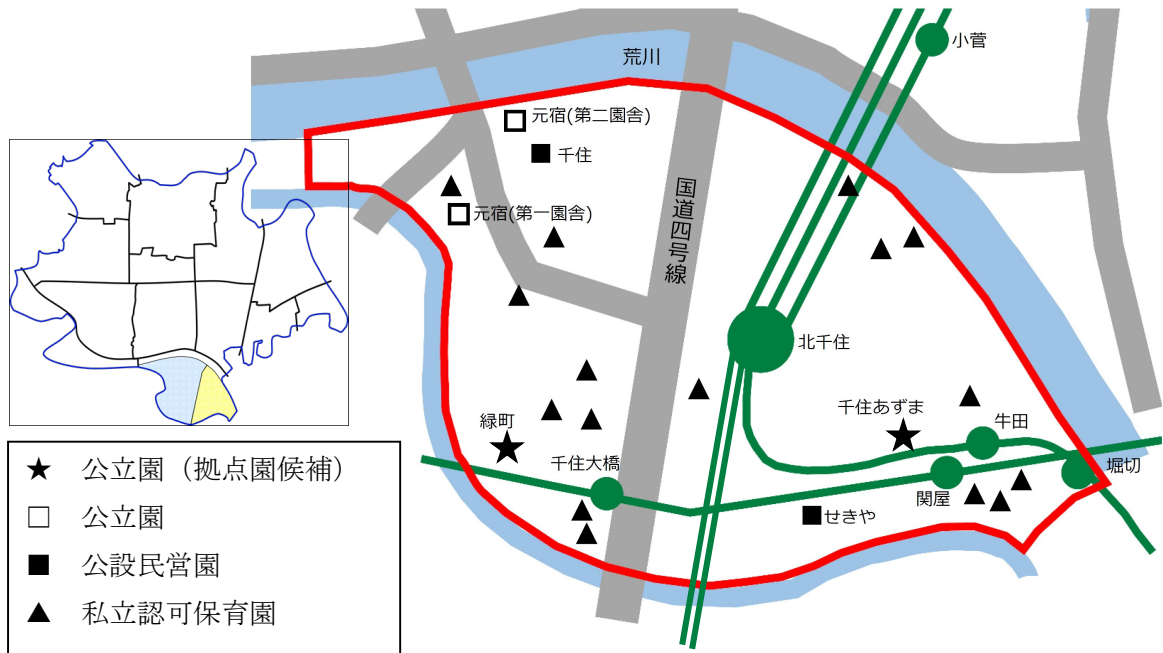 荒川
小菅
元宿(第二園舎)
千住
元宿(第一園舎)
国道四号線
北千住
千住あずま
緑町
牛田
千住大橋
関屋
堀切
せきや
★ 公立園（拠点園候補）
□ 公立園
■ 公設民営園
▲ 私立認可保育園